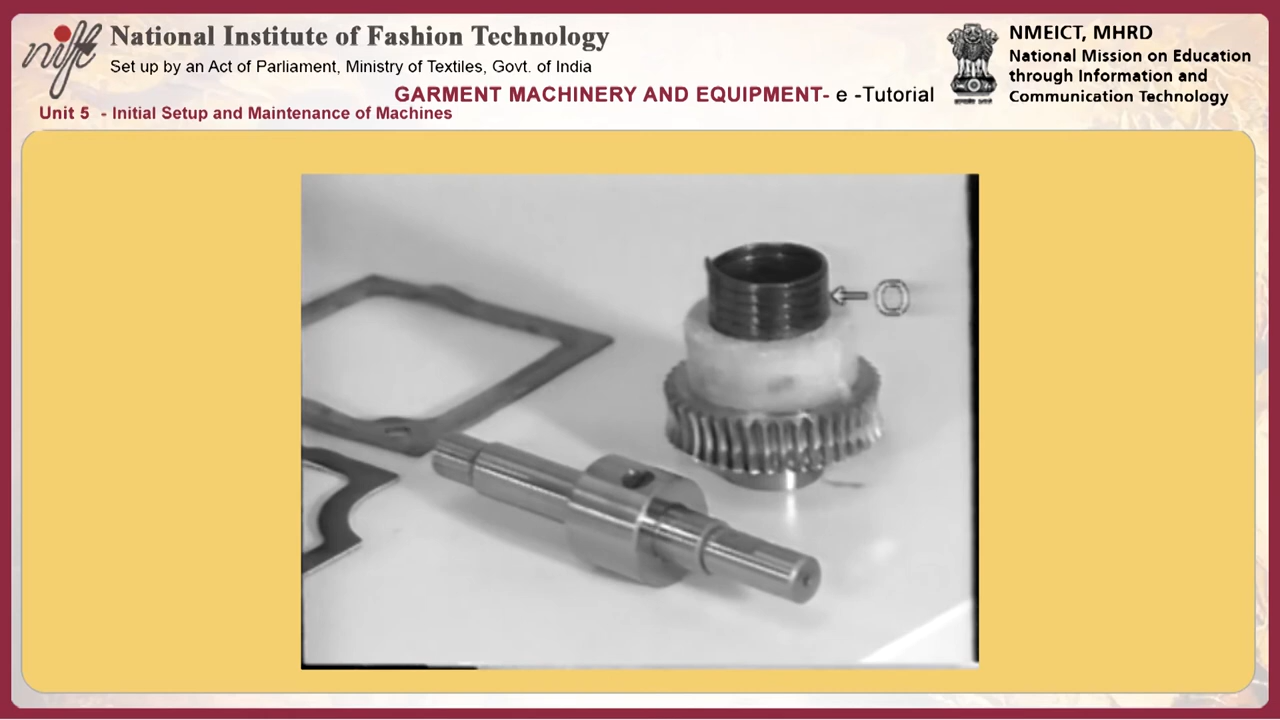 nift
National Institute of Fashion Technology
Set up by an Act of Parliament, Ministry of Textiles, Govt. of India
GARMENT MACHINERY AND EQUIPMENT- e -Tutorial
Unit 5 - Initial Setup and Maintenance of Machines
NMEICT, MHRD
National Mission on Education
through Information and
Communication Technology